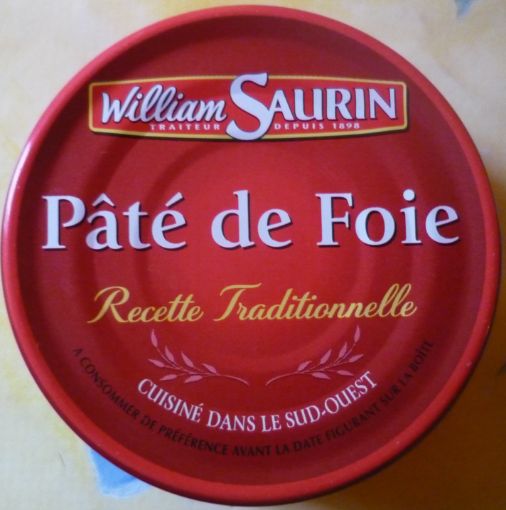 William SAURIN
TRAITEUR DEPUIS 1898
Pâté de Foie
Recette Traditionnelle
CUISINÉ DANS LE SUD-OUEST
A CONSOMMER DE PRÉFÉRENCE AVANT LA DATE FIGURANT SUR LA BOÎTE